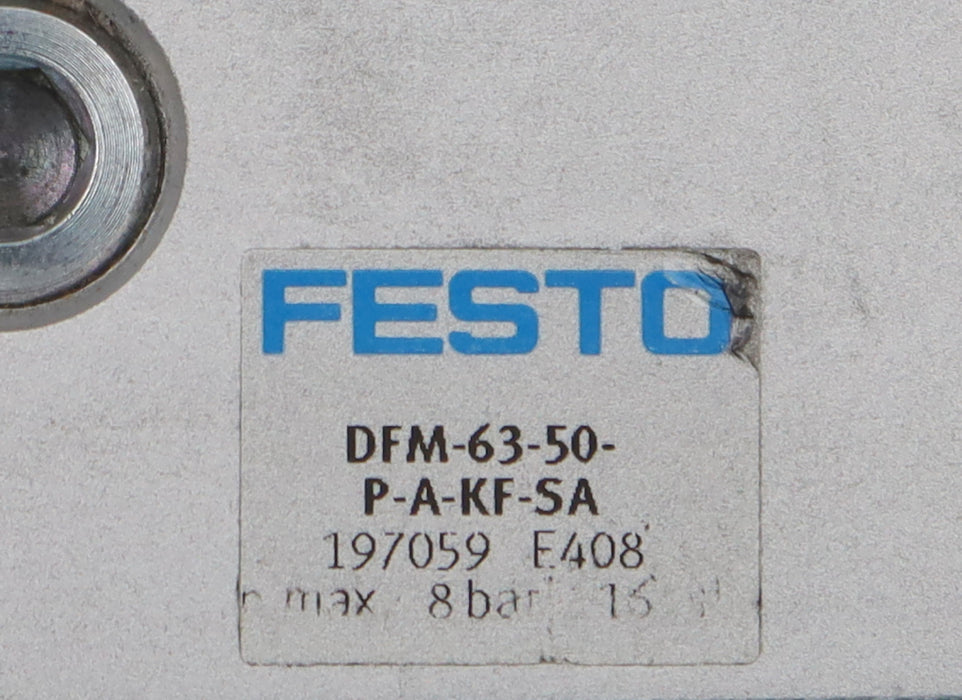 FESTO
DFM-63-50-
P-A-KF-SA
197059 E408
max 8 bar